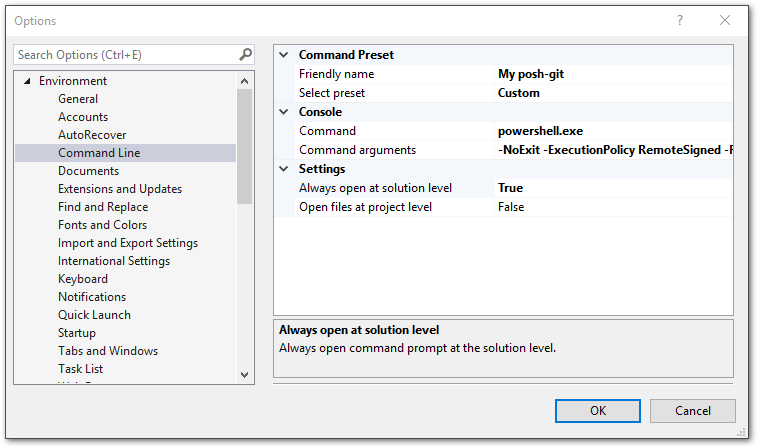 Options
Search Options (Ctrl+E)
Environment
General
Accounts
AutoRecover
Command Line
Documents
Extensions and Updates
Find and Replace
Fonts and Colors
Import and Export Settings
International Settings
Keyboard
Notifications
Quick Launch
Startup
Tabs and Windows
Task List
Command Preset
Friendly name My posh-git
Select preset Custom
Console
Command powershell.exe
Command arguments -NoExit -ExecutionPolicy RemoteSigned
Settings
Always open at solution level True
Open files at project level False
Always open at solution level
Always open command prompt at the solution level.
OK Cancel